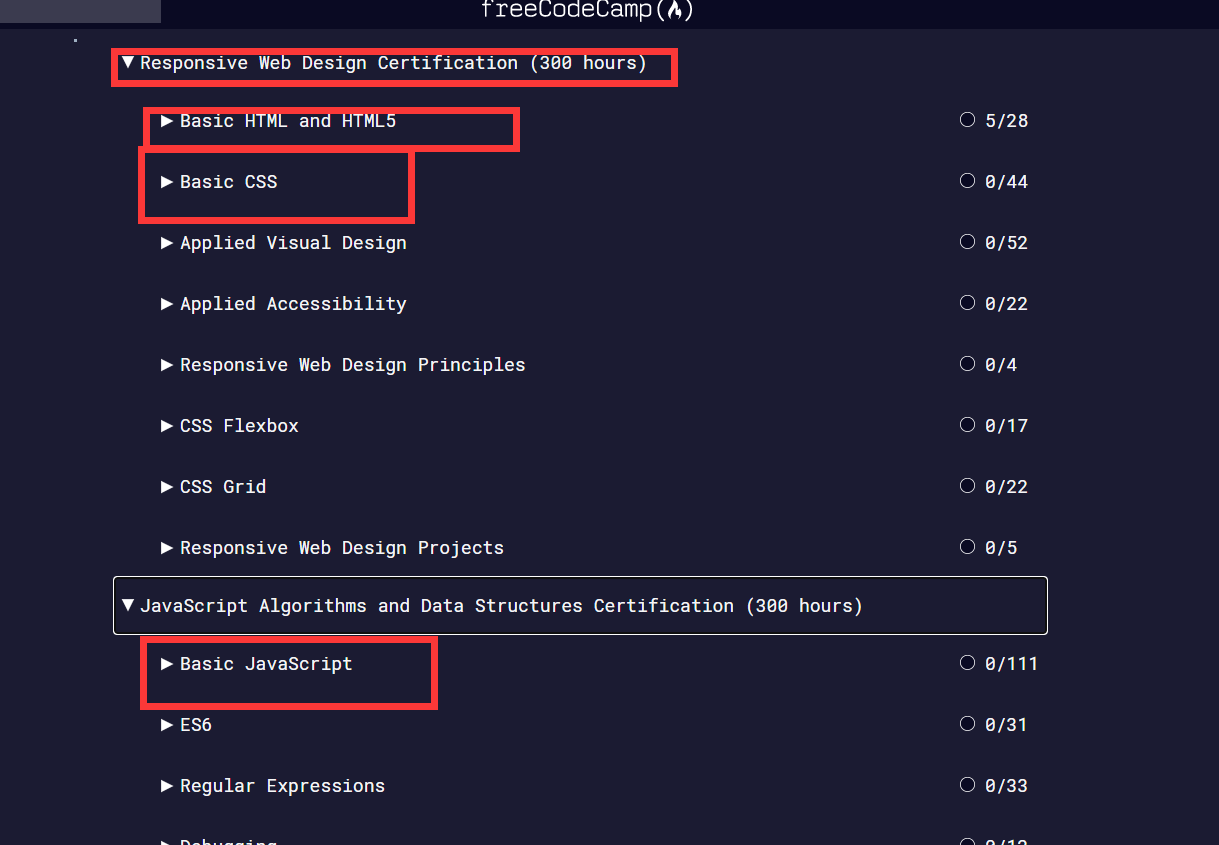 freeCodeCamp(🔥)
▼ Responsive Web Design Certification (300 hours)
▶ Basic HTML and HTML5 5/28
▶ Basic CSS 0/44
▶ Applied Visual Design 0/52
▶ Applied Accessibility 0/22
▶ Responsive Web Design Principles 0/4
▶ CSS Flexbox 0/17
▶ CSS Grid 0/22
▶ Responsive Web Design Projects 0/5
▼ JavaScript Algorithms and Data Structures Certification (300 hours)
▶ Basic JavaScript 0/111
▶ ES6 0/31
▶ Regular Expressions 0/33
▶ Debugging 0/12